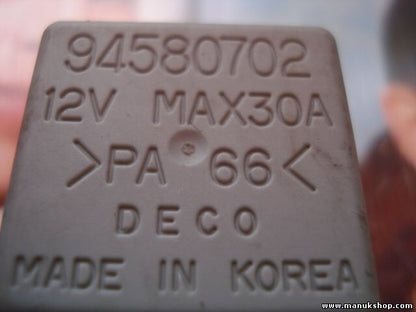 94580702
12V MAX30A
>PA 66<
DECO
MADE IN KOREA
www.manukshop.com